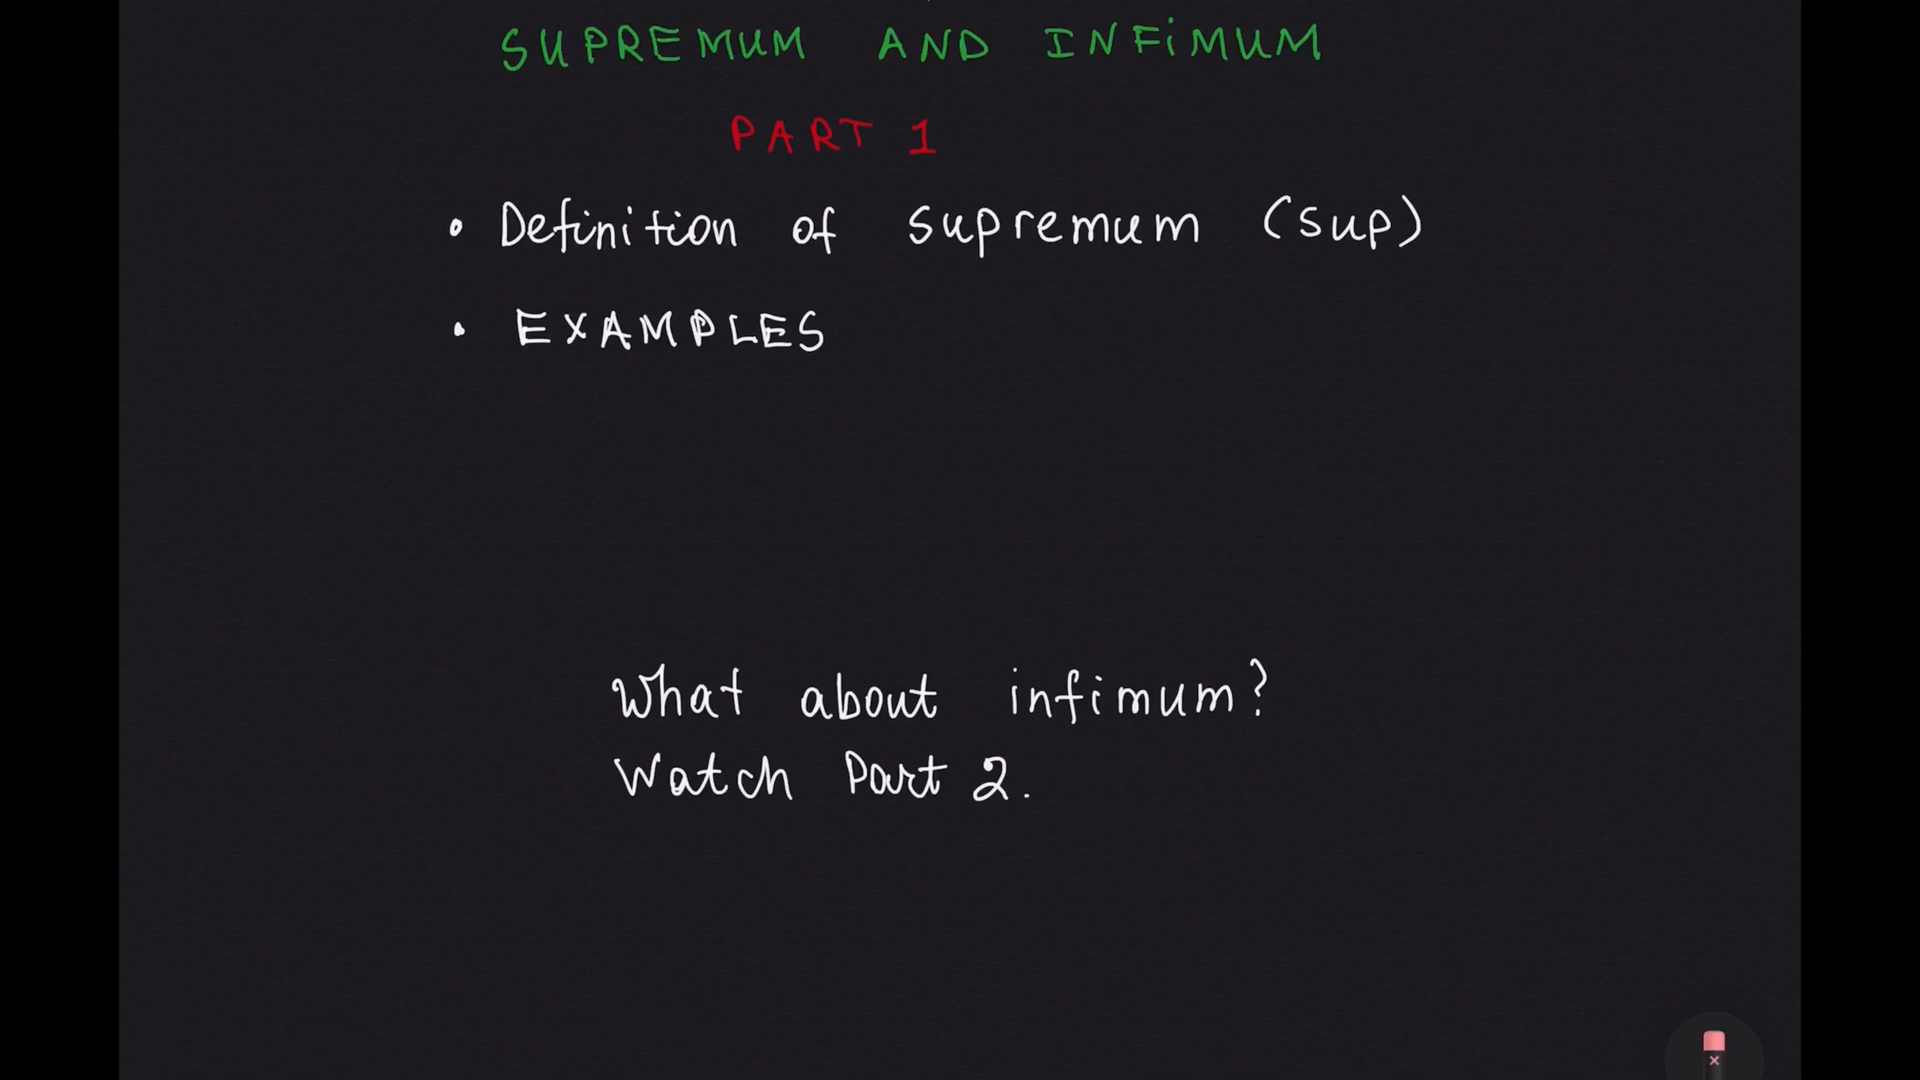 SUPREMUM AND INFiMUM
PART 1
• Definition of supremum (sup)
• EXAMPLES
What about infimum?
Watch Part 2.